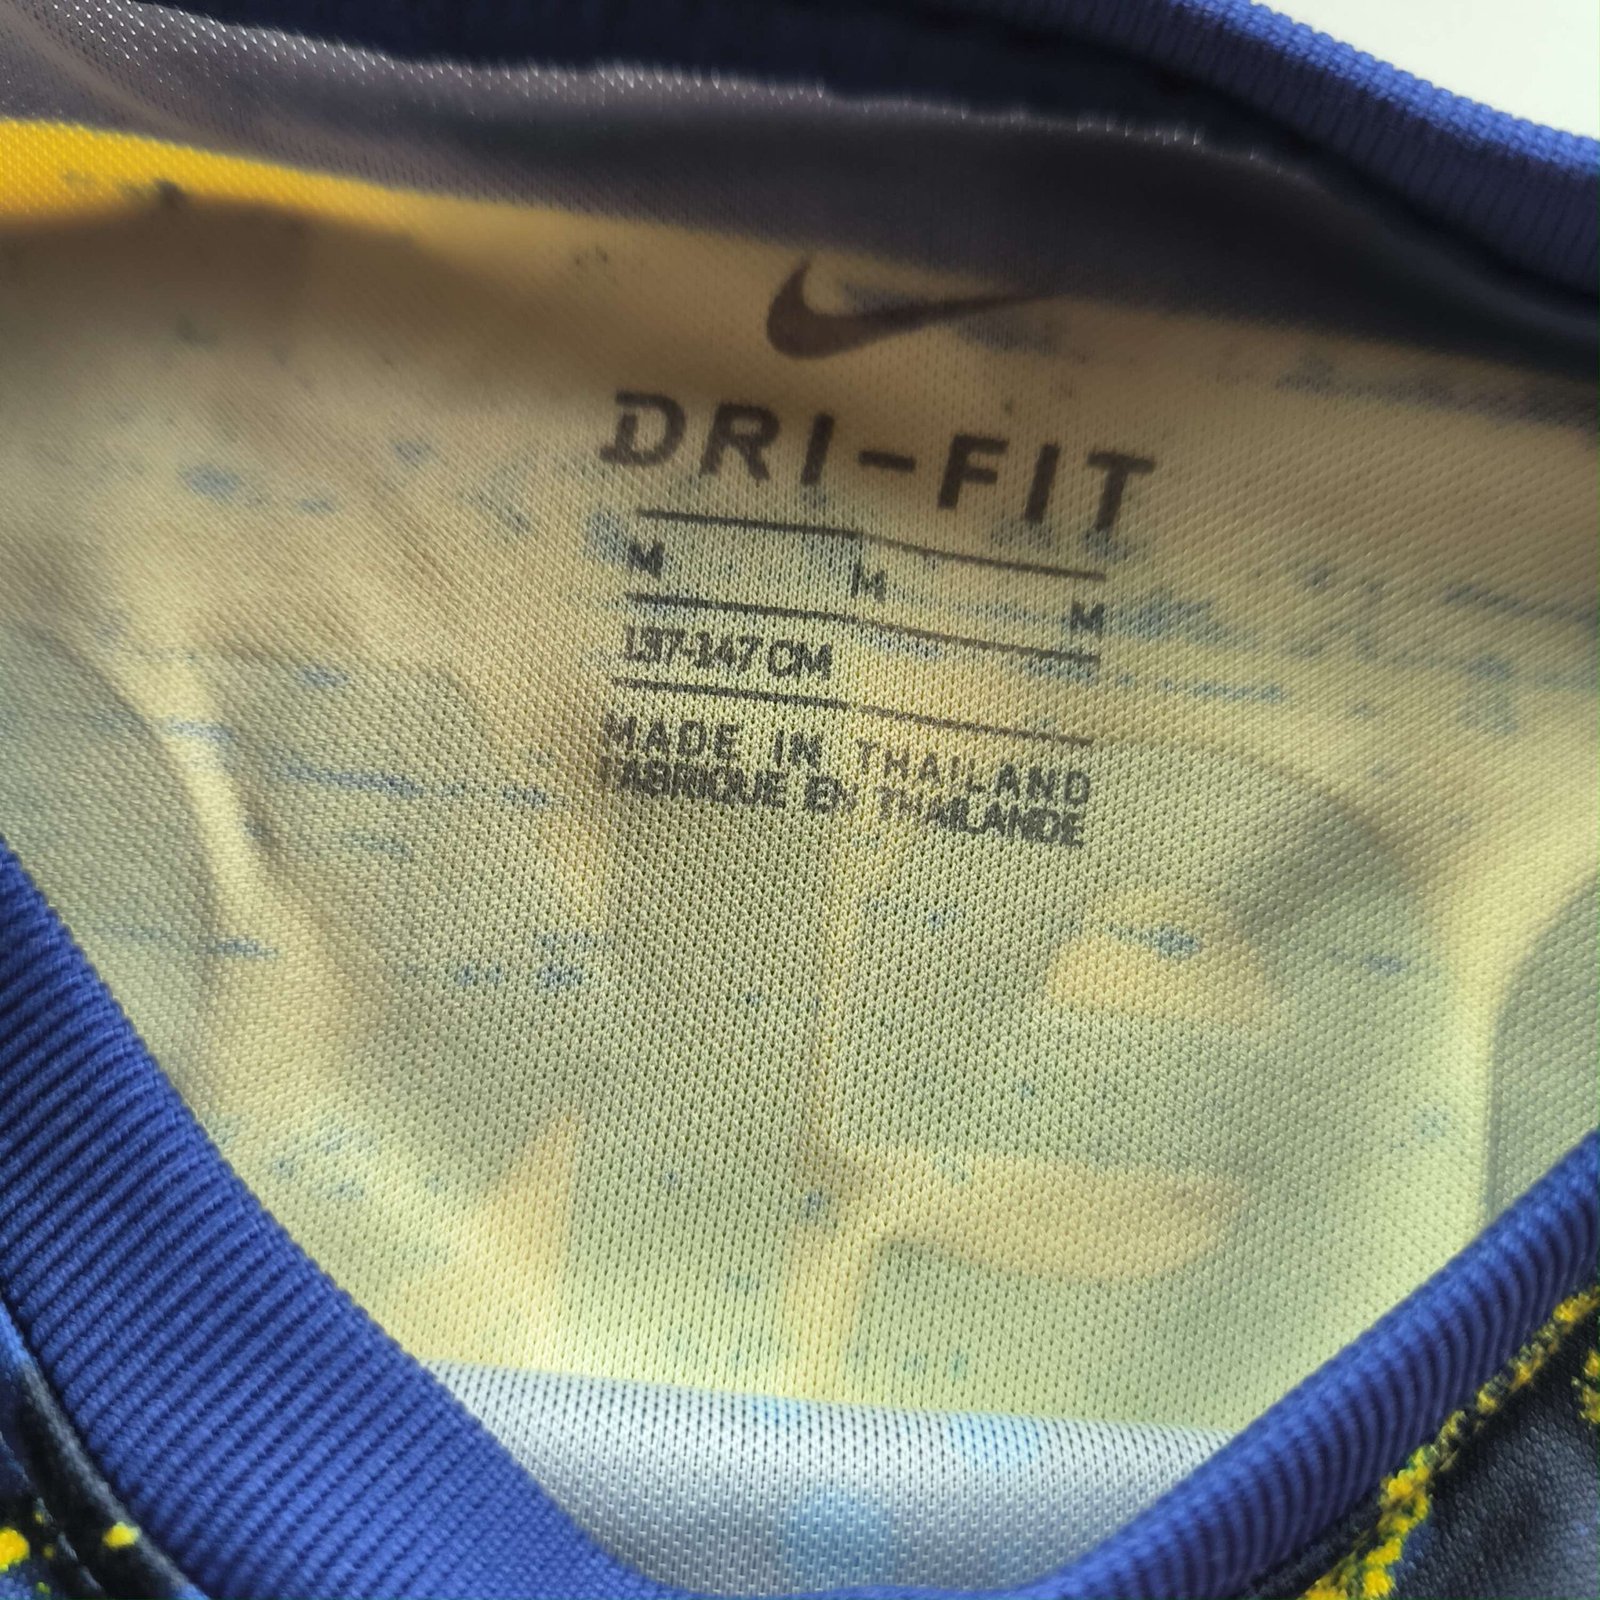 DRI-FIT
M M M
137-147 CM
MADE IN THAILAND
FABRIQUE EN THAILANDE